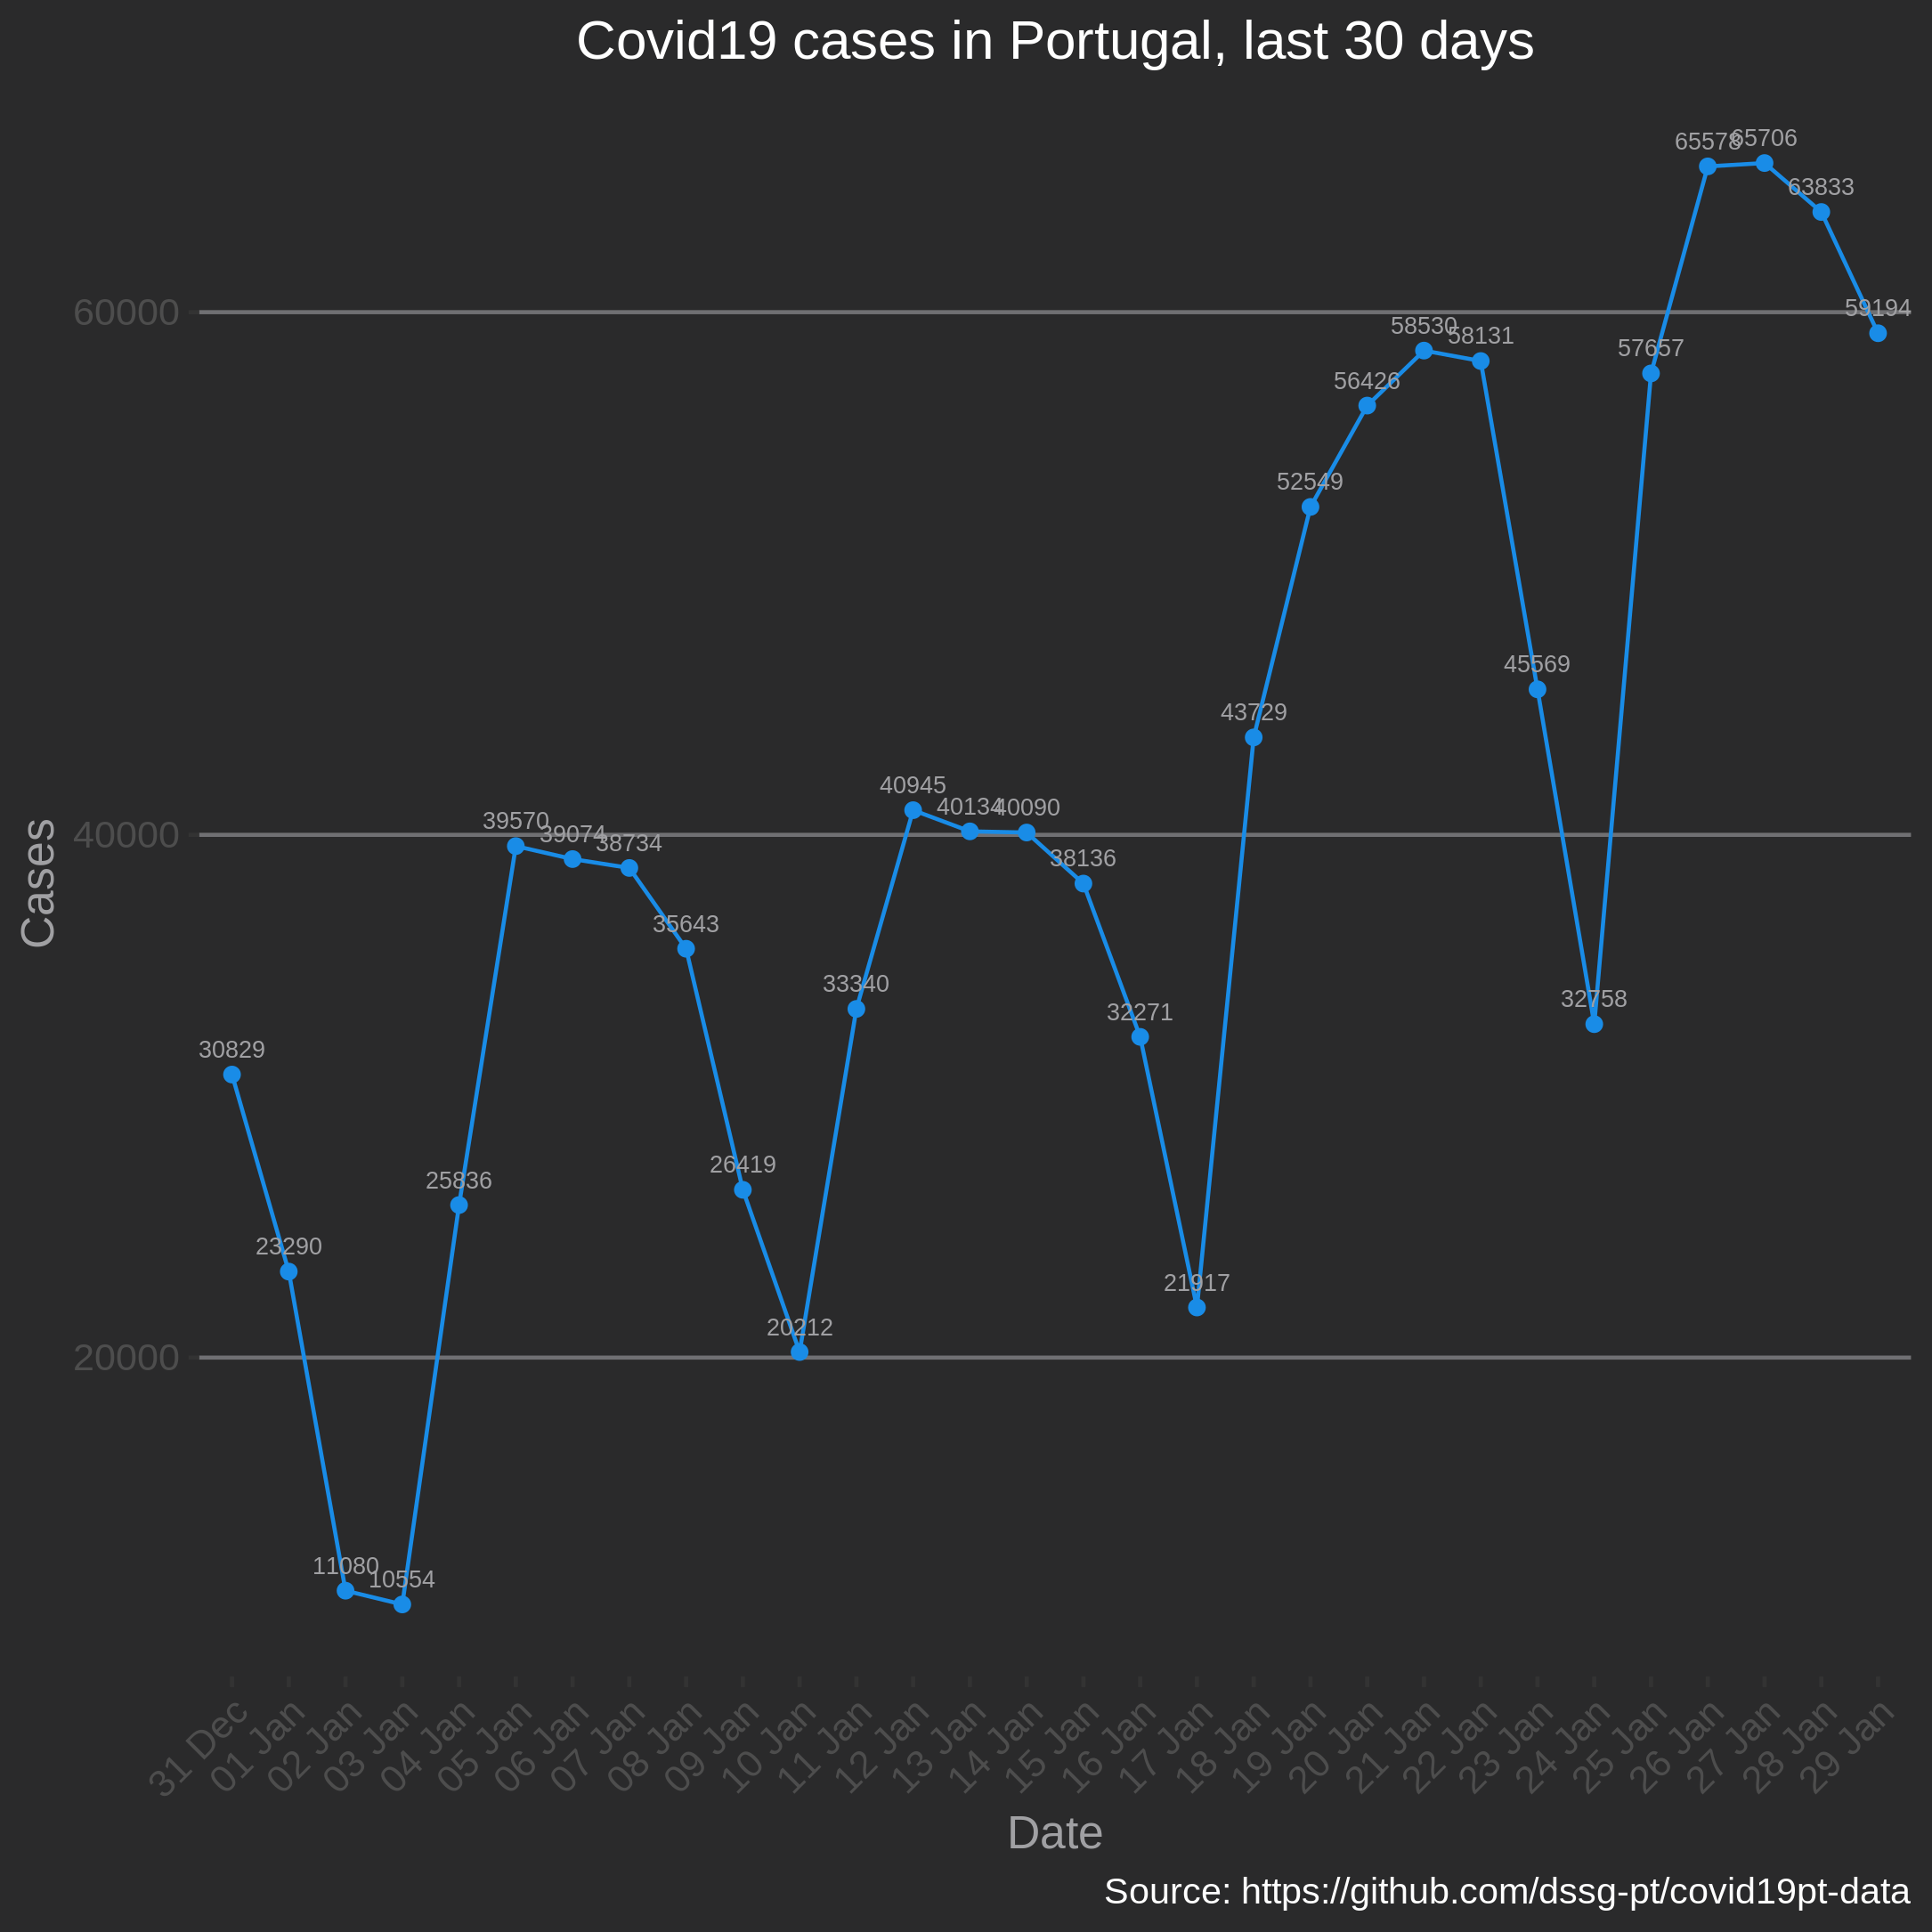 Covid19 cases in Portugal, last 30 days
65578
65706
63833
60000
59194
58530
58131
57657
56426
52549
45569
43729
40945
40134
40090
39570
39074
38734
40000
38136
35643
33340
32271
32758
30829
26419
25836
23290
21917
20212
20000
11080
10554
Cases
31 Dec
01 Jan
02 Jan
03 Jan
04 Jan
05 Jan
06 Jan
07 Jan
08 Jan
09 Jan
10 Jan
11 Jan
12 Jan
13 Jan
14 Jan
15 Jan
16 Jan
17 Jan
18 Jan
19 Jan
20 Jan
21 Jan
22 Jan
23 Jan
24 Jan
25 Jan
26 Jan
27 Jan
28 Jan
29 Jan
Date
Source: https://github.com/dssg-pt/covid19pt-data